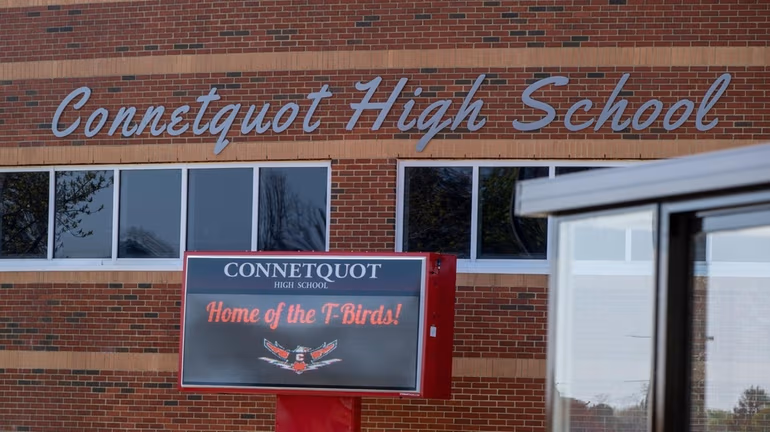 Connetquot High School
CONNETQUOT
HIGH SCHOOL
Home of the T-Birds!
C